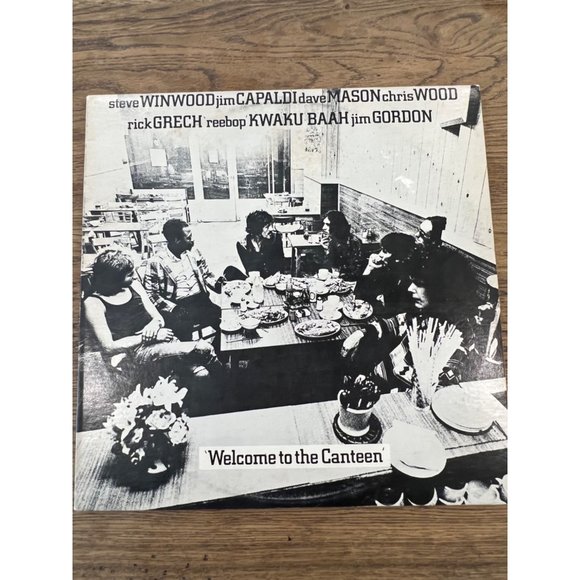 steve WINWOOD jim CAPALDI dave MASON chris WOOD
rick GRECH 'reebop' KWAKU BAAH jim GORDON
'Welcome to the Canteen'